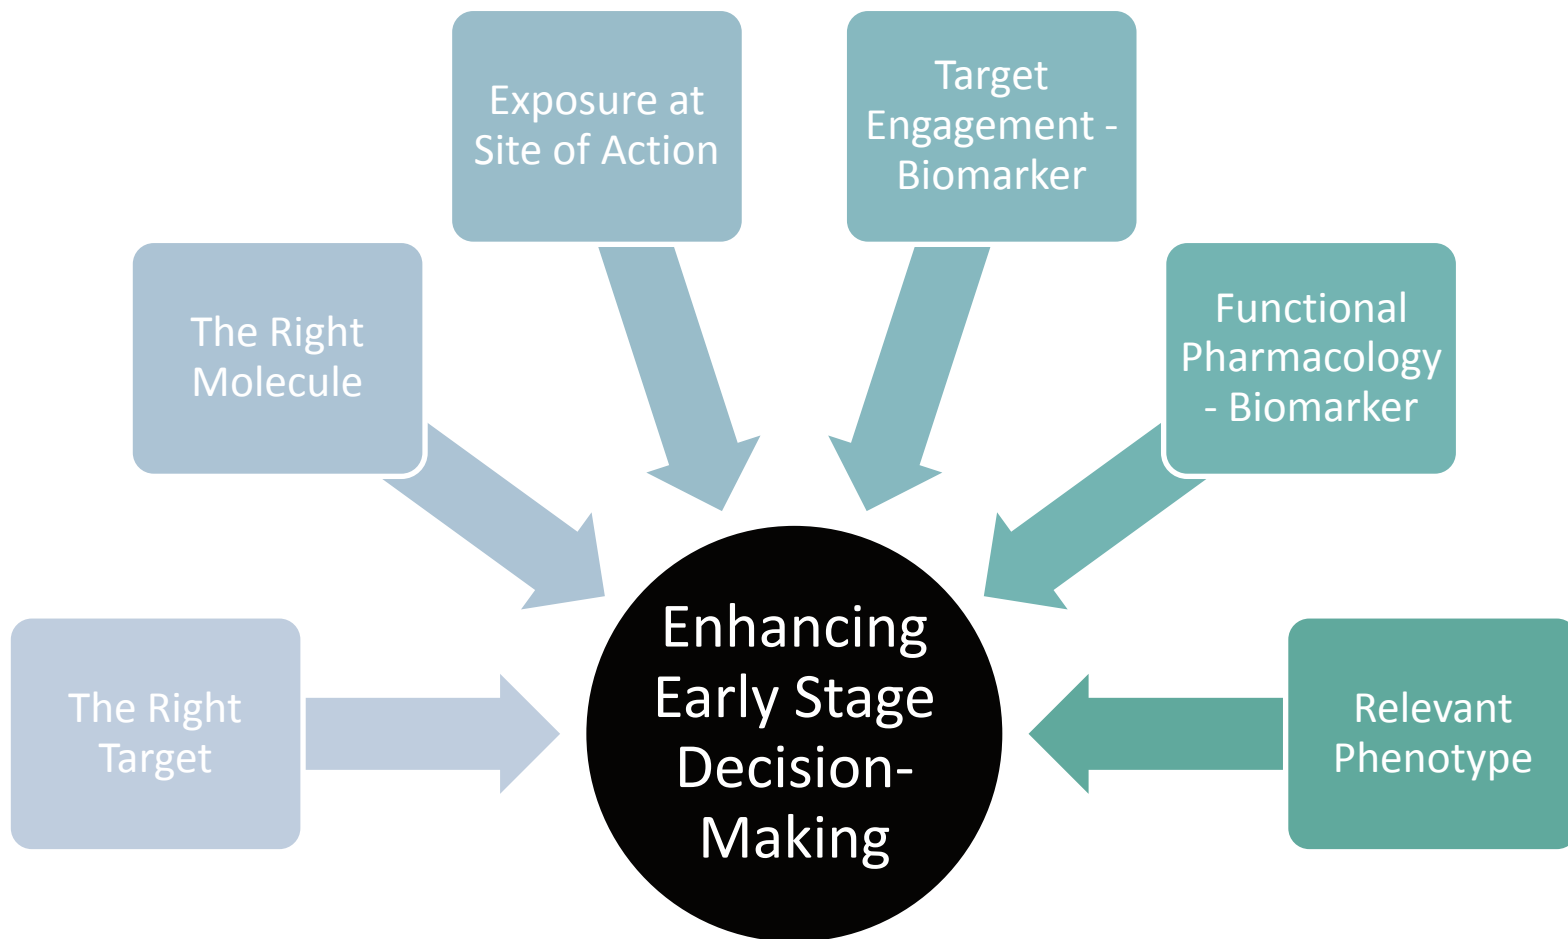 Exposure at
Site of Action
Target
Engagement -
Biomarker
The Right
Molecule
Functional
Pharmacology
- Biomarker
The Right
Target
Enhancing
Early Stage
Decision-
Making
Relevant
Phenotype